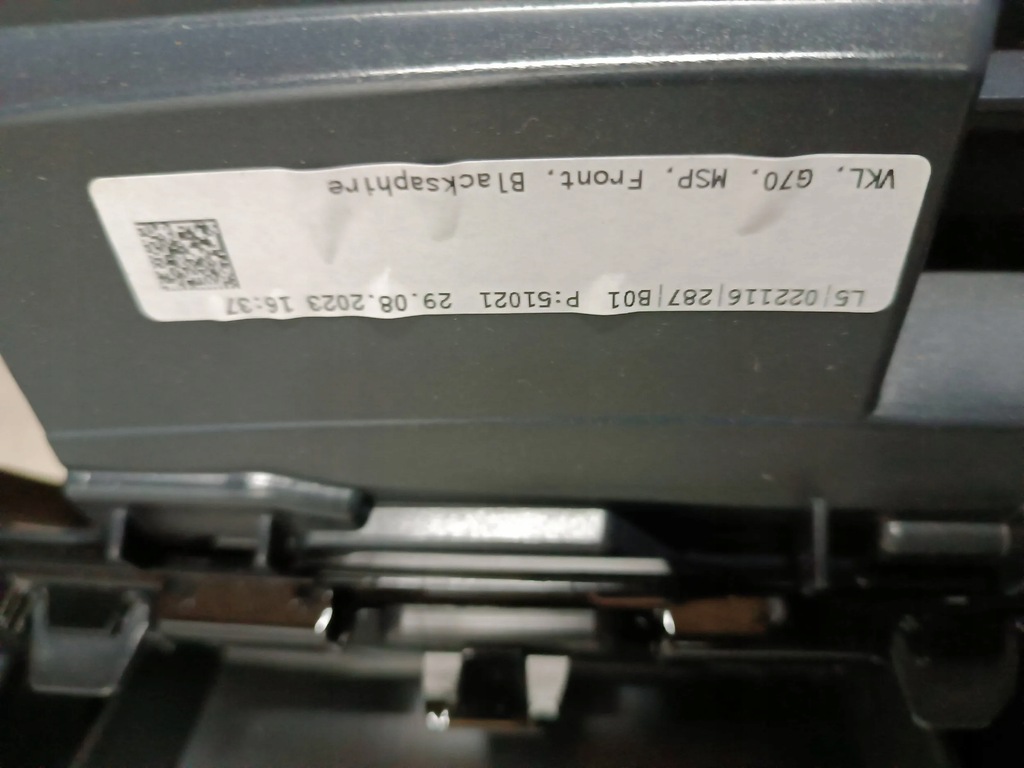 L5|022116|287|B01 P:51021 29.08.2023 16:37
VKL, G70, MSP, Front, Blacksaphire